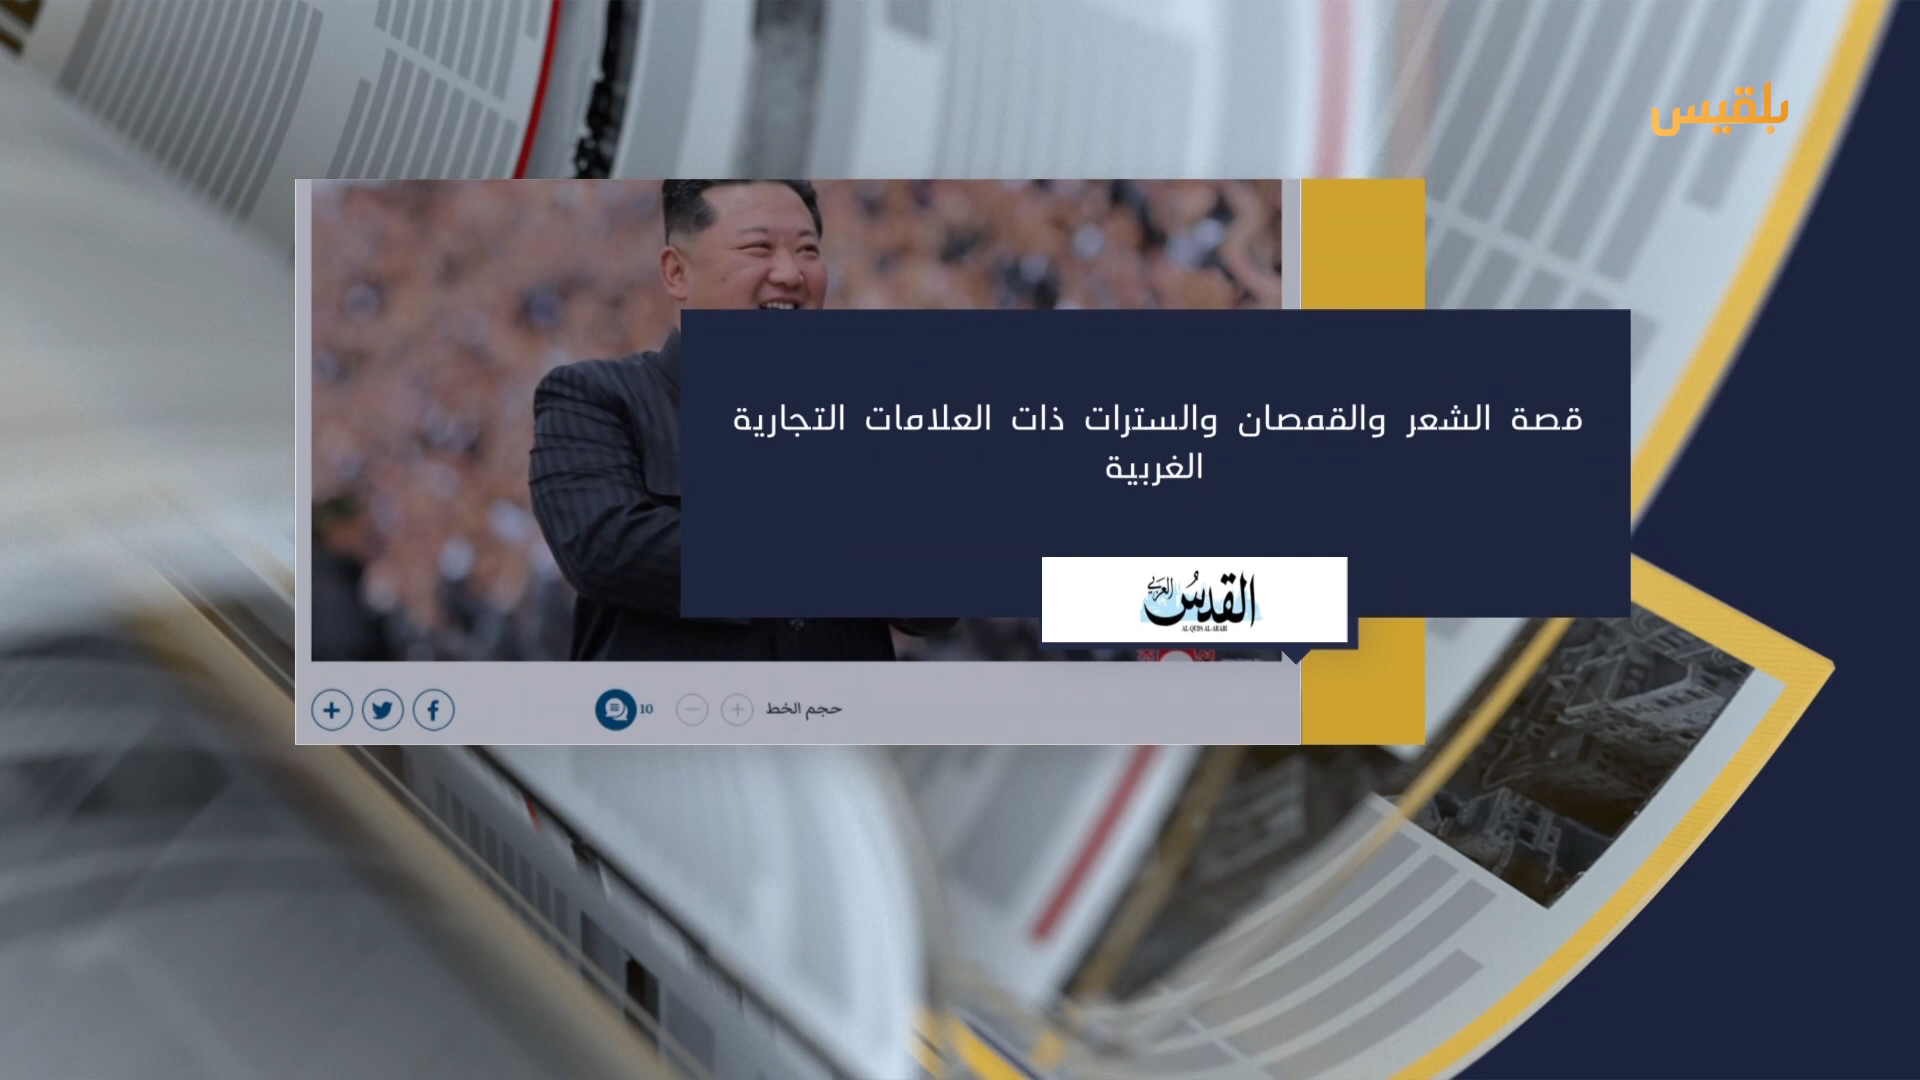 بلقيس
قصة الشعر والقمصان والسترات ذات العلامات التجارية
الغربية
القدس العربي
AL-QUDS AL-ARABI
حجم الخط
10